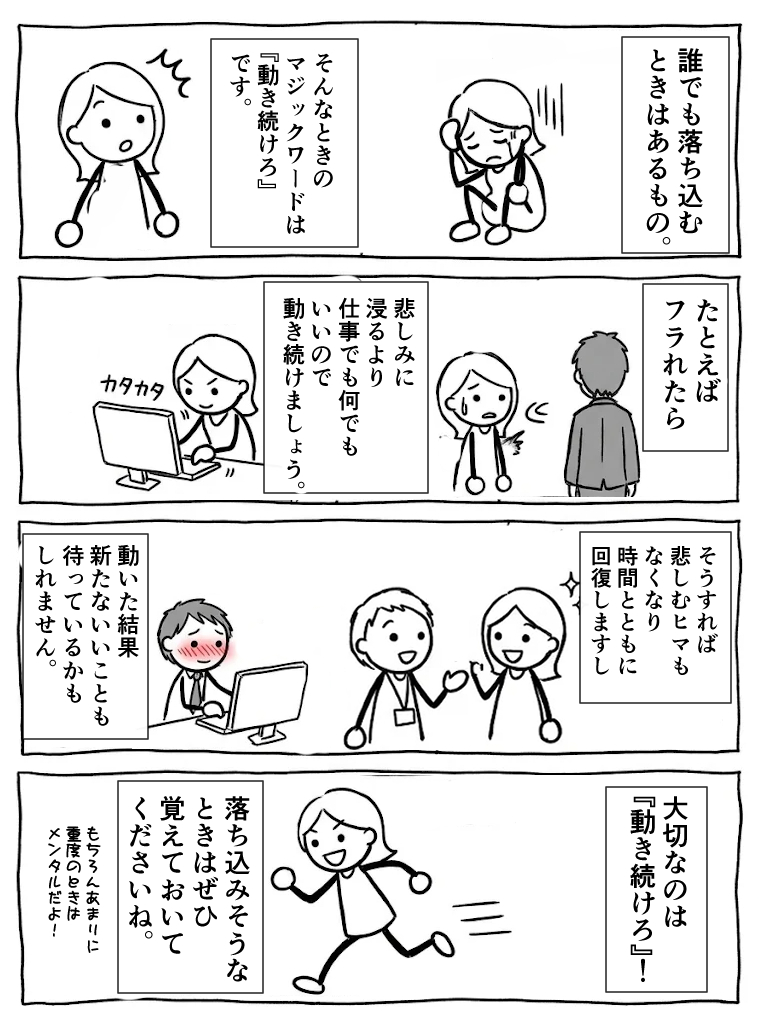 誰でも落ち込む
ときはあるもの。
そんなときの
マジックワードは
『動き続けろ』
です。
たとえば
フラれたら
悲しみに
浸るより
仕事でも何でも
いいので
動き続けましょう。
カタカタ
そうすれば
悲しむヒマも
なくなり
時間とともに
回復しますし
動いた結果
新たないいことも
待っているかも
しれません。
大切なのは
『動き続けろ』！
落ち込みそうな
ときはぜひ
覚えておいて
くださいね。
もちろんあまりに
重度のときは
メンタルだよ！